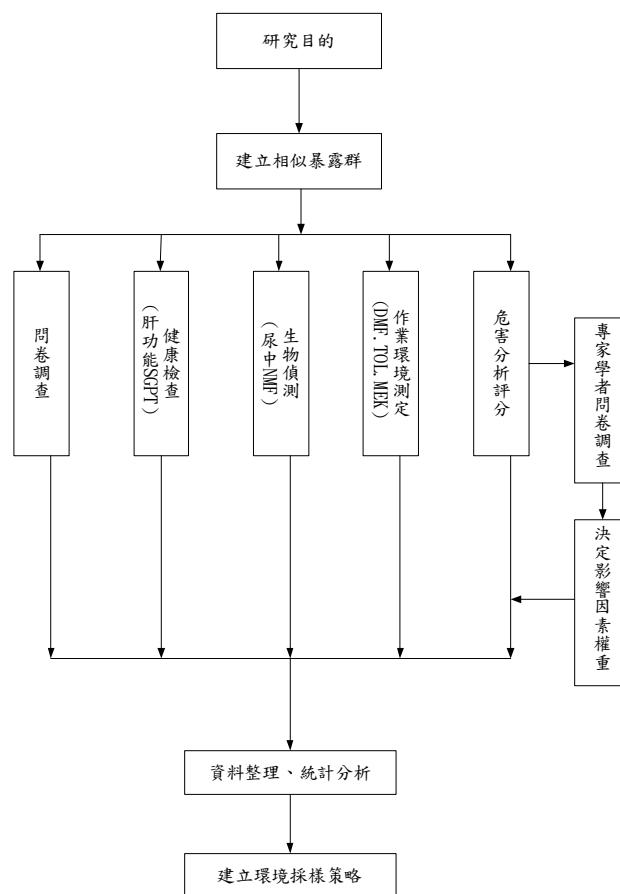 研究目的
建立相似暴露群
問卷調查
健康檢查
(肝功能SGPT)
生物偵測
(尿中NMF)
作業環境測定
(DMF.TOL.MEK)
危害分析評分
專家學者問卷調查
決定影響因素權重
資料整理、統計分析
建立環境採樣策略